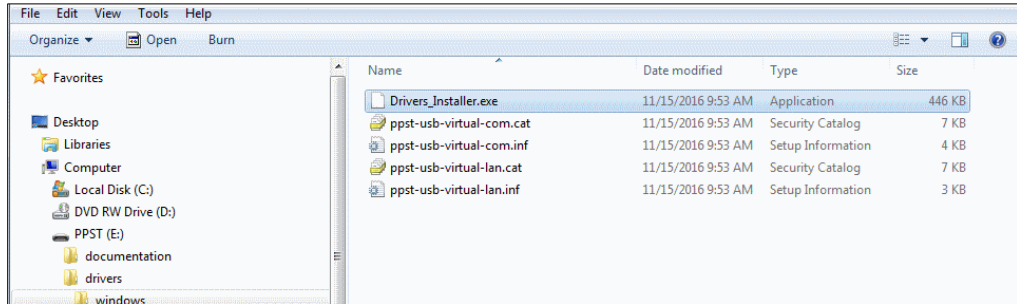 File Edit View Tools Help
Organize Open Burn
Favorites
Desktop
Libraries
Computer
Local Disk (C:)
DVD RW Drive (D:)
PPST (E:)
documentation
drivers
windows
Name Date modified Type Size
Drivers_Installer.exe 11/15/2016 9:53 AM Application 446 KB
ppst-usb-virtual-com.cat 11/15/2016 9:53 AM Security Catalog 7 KB
ppst-usb-virtual-com.inf 11/15/2016 9:53 AM Setup Information 4 KB
ppst-usb-virtual-lan.cat 11/15/2016 9:53 AM Security Catalog 7 KB
ppst-usb-virtual-lan.inf 11/15/2016 9:53 AM Setup Information 3 KB